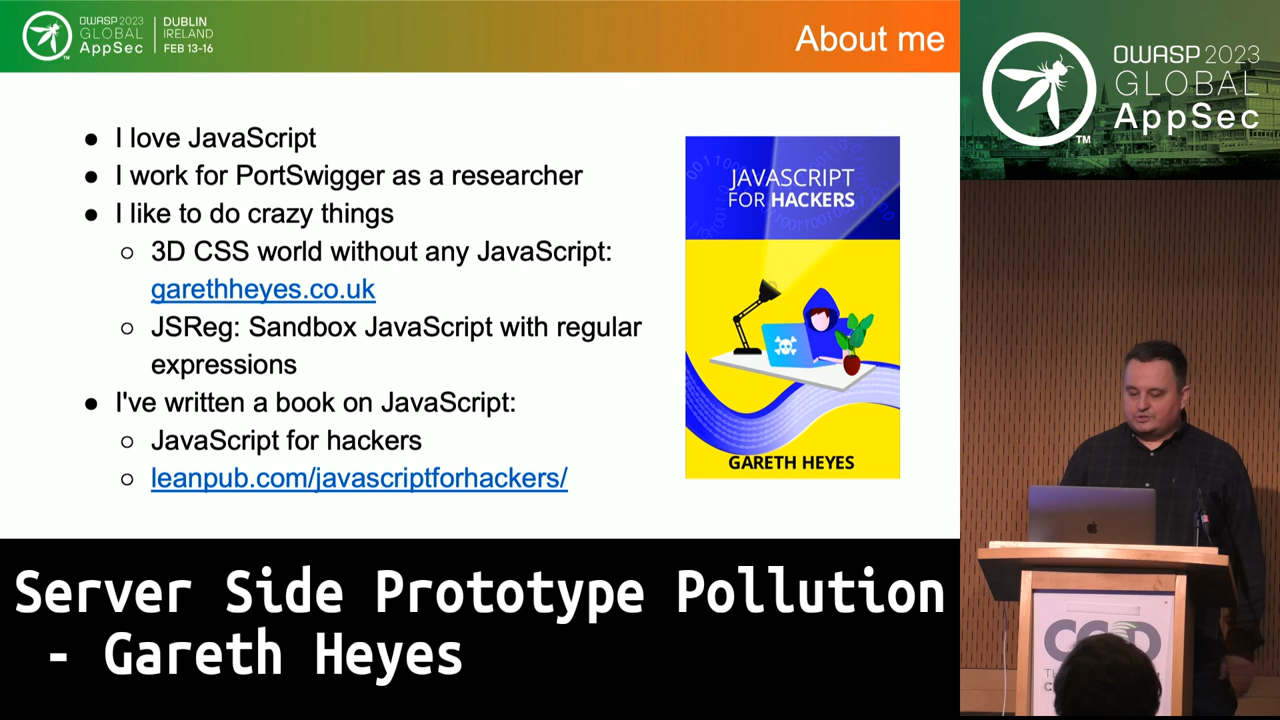 OWASP 2023
GLOBAL
AppSec
DUBLIN
IRELAND
FEB 13-16
TM
About me
● I love JavaScript
● I work for PortSwigger as a researcher
● I like to do crazy things
○ 3D CSS world without any JavaScript:
garethheyes.co.uk
○ JSReg: Sandbox JavaScript with regular
expressions
● I've written a book on JavaScript:
○ JavaScript for hackers
○ leanpub.com/javascriptforhackers/
JAVASCRIPT
FOR HACKERS
GARETH HEYES
OWASP 2023
GLOBAL
AppSec
TM
Server Side Prototype Pollution
- Gareth Heyes